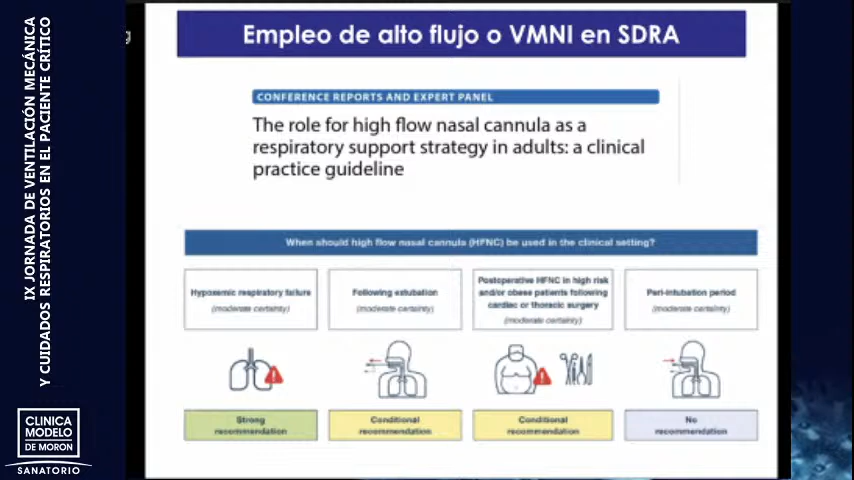 IX JORNADA DE VENTILACIÓN MECÁNICA
Y CUIDADOS RESPIRATORIOS EN EL PACIENTE CRÍTICO
CLINICA
MODELO
DE MORON
SANATORIO
g
Empleo de alto flujo o VMNI en SDRA
CONFERENCE REPORTS AND EXPERT PANEL
The role for high flow nasal cannula as a
respiratory support strategy in adults: a clinical
practice guideline
When should high flow nasal cannula (HFNC) be used in the clinical setting?
Hypoxemic respiratory failure
(moderate certainty)
Following extubation
(moderate certainty)
Postoperative HFNC in high risk
and/or obese patients following
cardiac or thoracic surgery
(moderate certainty)
Peri-intubation period
(moderate certainty)
Strong
recommendation
Conditional
recommendation
Conditional
recommendation
No
recommendation